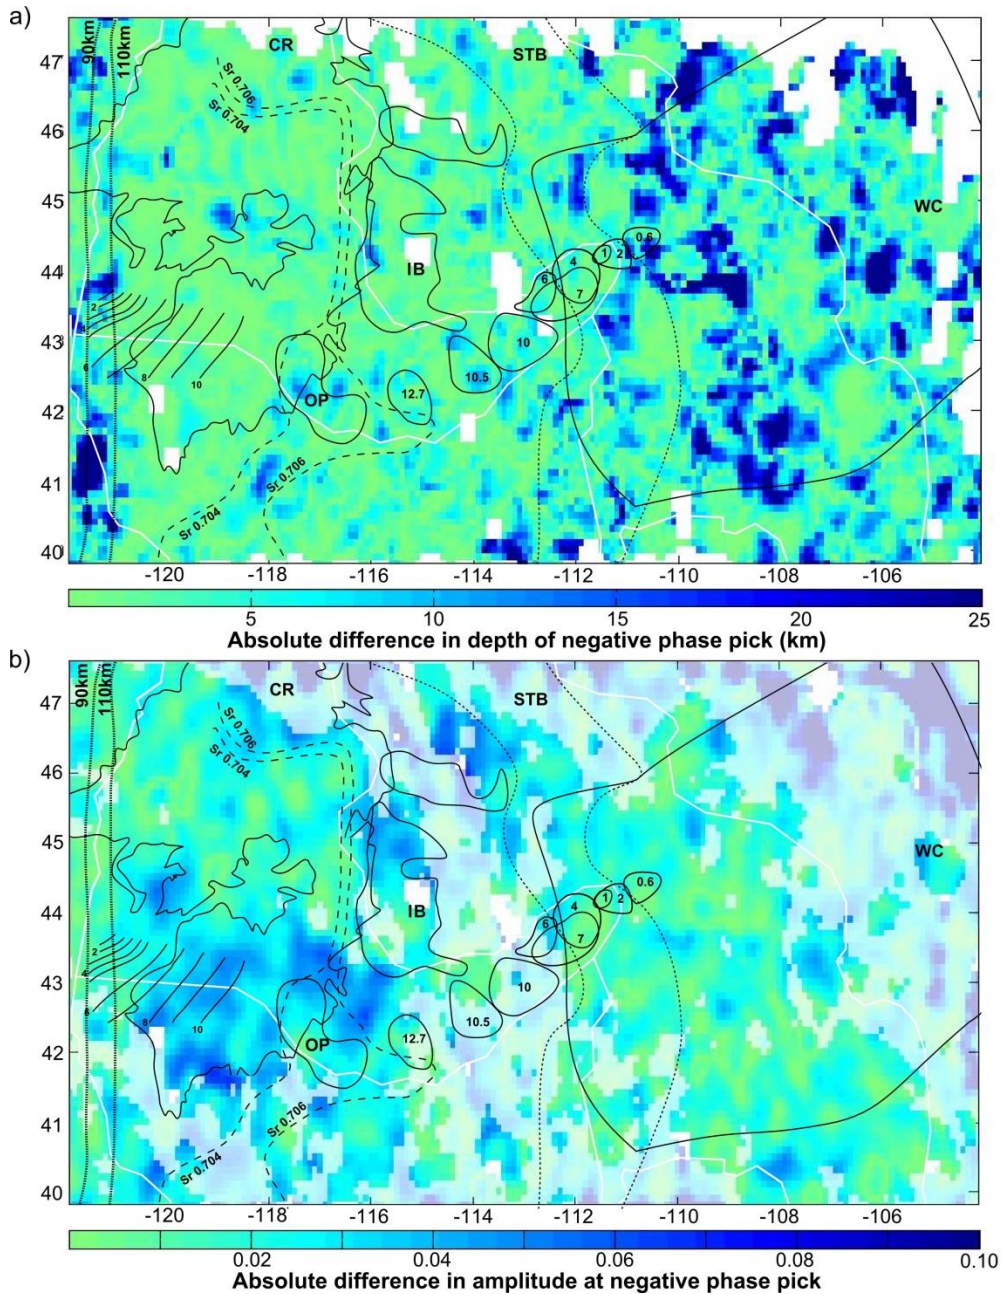 a)
90km
110km
CR
STB
WC
IB
OP
Sr 0.706
Sr 0.704
Sr 0.706
Sr 0.704
0.6
1
2
4
6
7
10
10.5
12.7
2
4
6
8
10
47
46
45
44
43
42
41
40
-120
-118
-116
-114
-112
-110
-108
-106
5
10
15
20
25
Absolute difference in depth of negative phase pick (km)
b)
90km
110km
CR
STB
WC
IB
OP
Sr 0.706
Sr 0.704
Sr 0.706
Sr 0.704
0.6
1
2
4
6
7
10
10.5
12.7
2
4
6
8
10
47
46
45
44
43
42
41
40
-120
-118
-116
-114
-112
-110
-108
-106
0.02
0.04
0.06
0.08
0.10
Absolute difference in amplitude at negative phase pick